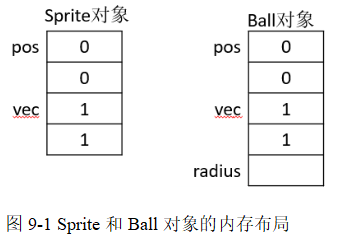 Sprite对象 Ball对象
pos 0 pos 0
0 0
vec 1 vec 1
1 1
radius
图 9-1 Sprite 和 Ball 对象的内存布局